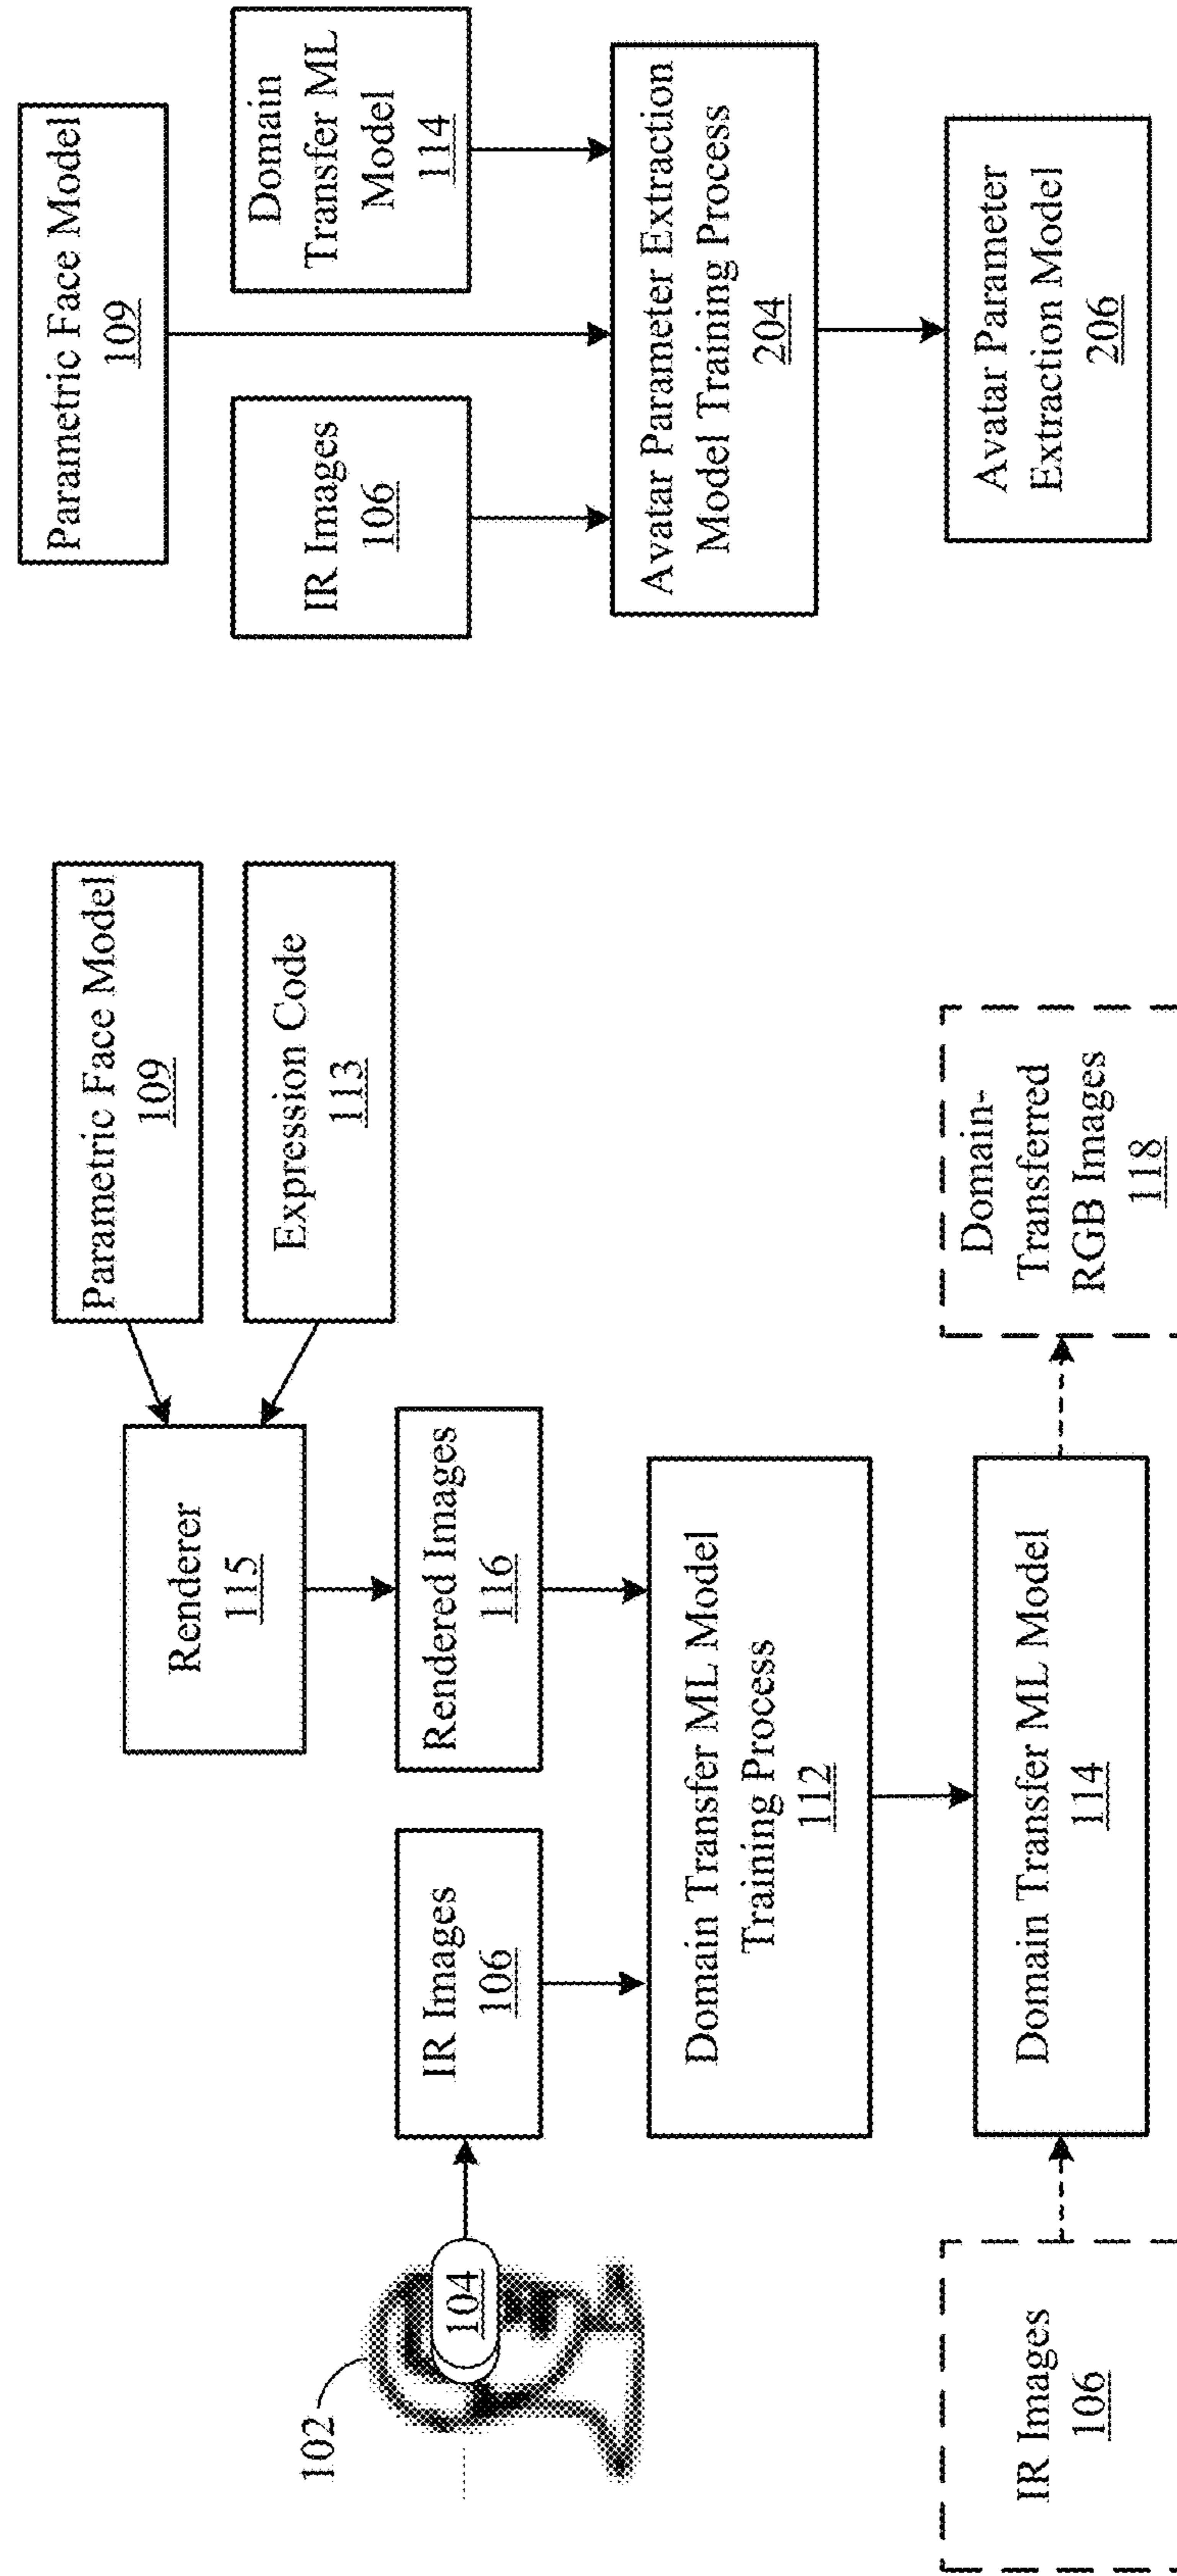 102
104
IR Images
106
Renderer
115
Parametric Face Model
109
Expression Code
113
Rendered Images
116
Domain Transfer ML Model
Training Process
112
IR Images
106
Domain Transfer ML Model
114
Domain-
Transferred
RGB Images
118
Parametric Face Model
109
IR Images
106
Domain
Transfer ML
Model
114
Avatar Parameter Extraction
Model Training Process
204
Avatar Parameter
Extraction Model
206